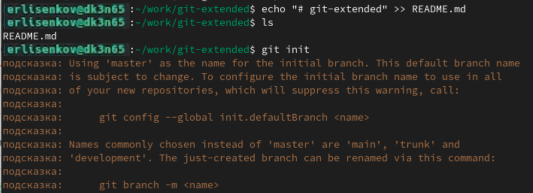 erlisenkov@dk3n65:~/work/git-extended$ echo "# git-extended" >> README.md
erlisenkov@dk3n65:~/work/git-extended$ ls
README.md
erlisenkov@dk3n65:~/work/git-extended$ git init
подсказка: Using 'master' as the name for the initial branch. This default branch name
подсказка: is subject to change. To configure the initial branch name to use in all
подсказка: of your new repositories, which will suppress this warning, call:
подсказка:
подсказка:     git config --global init.defaultBranch <name>
подсказка:
подсказка: Names commonly chosen instead of 'master' are 'main', 'trunk' and
подсказка: 'development'. The just-created branch can be renamed via this command:
подсказка:
подсказка:     git branch -m <name>